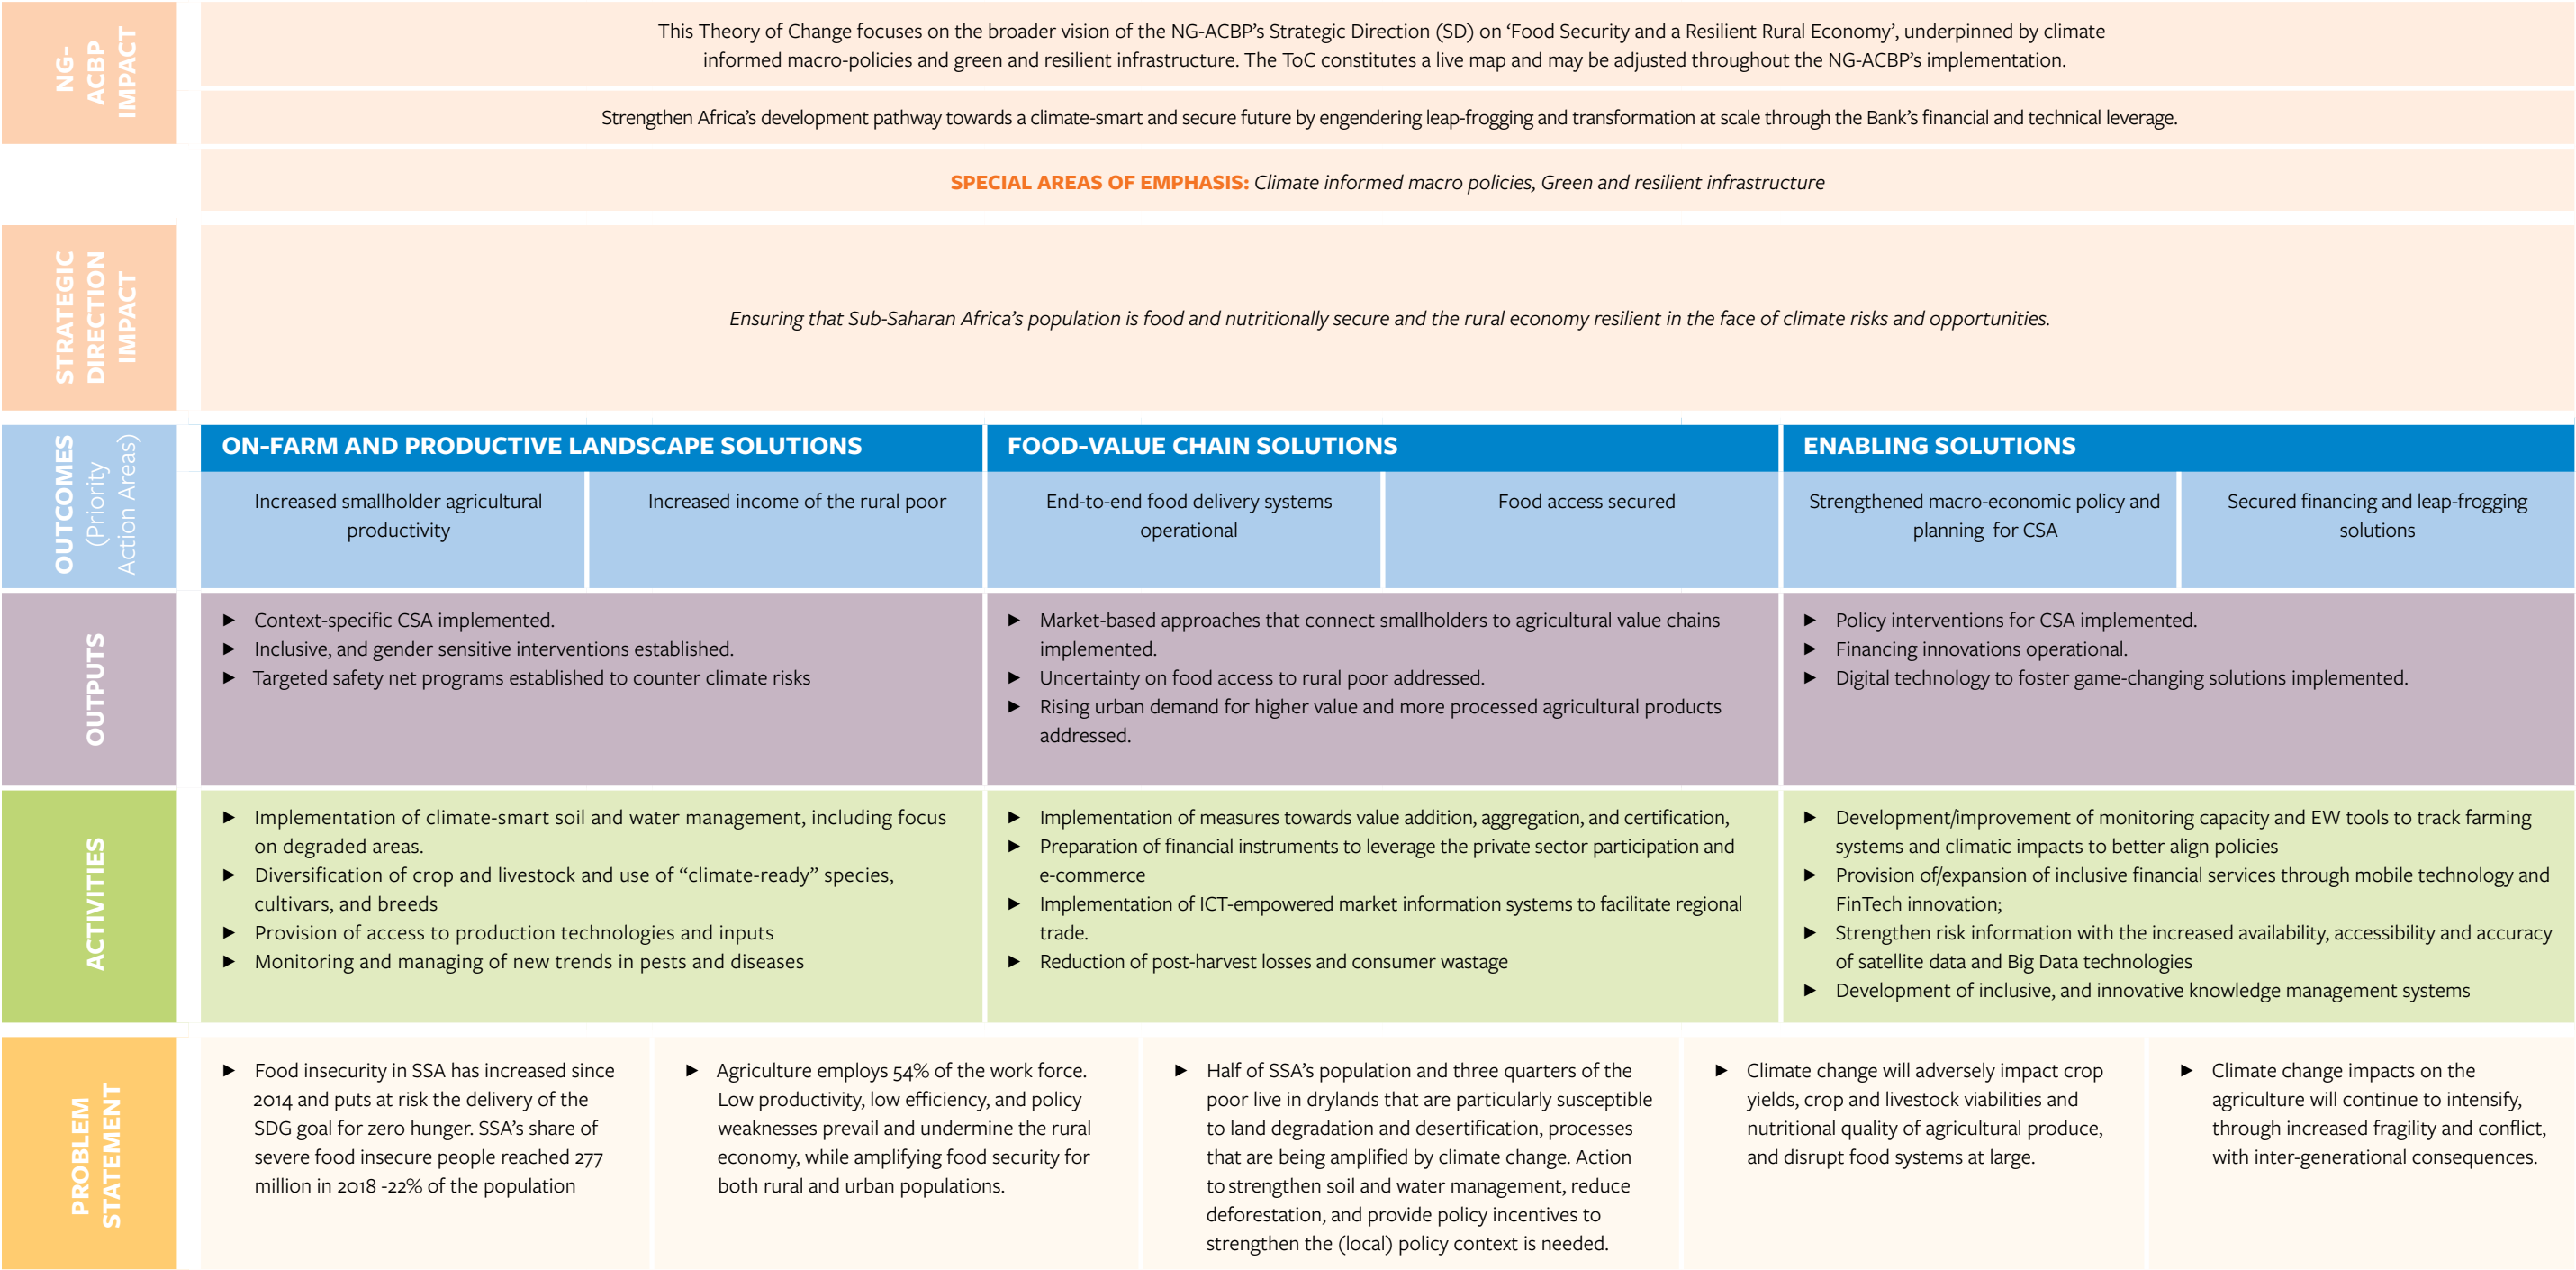 NG-
ACBP
IMPACT
This Theory of Change focuses on the broader vision of the NG-ACBP’s Strategic Direction (SD) on ‘Food Security and a Resilient Rural Economy’, underpinned by climate
informed macro-policies and green and resilient infrastructure. The ToC constitutes a live map and may be adjusted throughout the NG-ACBP’s implementation.
Strengthen Africa’s development pathway towards a climate-smart and secure future by engendering leap-frogging and transformation at scale through the Bank’s financial and technical leverage.
SPECIAL AREAS OF EMPHASIS: Climate informed macro policies, Green and resilient infrastructure
STRATEGIC
DIRECTION
IMPACT
Ensuring that Sub-Saharan Africa’s population is food and nutritionally secure and the rural economy resilient in the face of climate risks and opportunities.
OUTCOMES
(Priority
Action Areas)
ON-FARM AND PRODUCTIVE LANDSCAPE SOLUTIONS
Increased smallholder agricultural
productivity
Increased income of the rural poor
FOOD-VALUE CHAIN SOLUTIONS
End-to-end food delivery systems
operational
Food access secured
ENABLING SOLUTIONS
Strengthened macro-economic policy and
planning for CSA
Secured financing and leap-frogging
solutions
OUTPUTS
► Context-specific CSA implemented.
► Inclusive, and gender sensitive interventions established.
► Targeted safety net programs established to counter climate risks
► Market-based approaches that connect smallholders to agricultural value chains
implemented.
► Uncertainty on food access to rural poor addressed.
► Rising urban demand for higher value and more processed agricultural products
addressed.
► Policy interventions for CSA implemented.
► Financing innovations operational.
► Digital technology to foster game-changing solutions implemented.
ACTIVITIES
► Implementation of climate-smart soil and water management, including focus
on degraded areas.
► Diversification of crop and livestock and use of “climate-ready” species,
cultivars, and breeds
► Provision of access to production technologies and inputs
► Monitoring and managing of new trends in pests and diseases
► Implementation of measures towards value addition, aggregation, and certification,
► Preparation of financial instruments to leverage the private sector participation and
e-commerce
► Implementation of ICT-empowered market information systems to facilitate regional
trade.
► Reduction of post-harvest losses and consumer wastage
► Development/improvement of monitoring capacity and EW tools to track farming
systems and climatic impacts to better align policies
► Provision of/expansion of inclusive financial services through mobile technology and
FinTech innovation;
► Strengthen risk information with the increased availability, accessibility and accuracy
of satellite data and Big Data technologies
► Development of inclusive, and innovative knowledge management systems
PROBLEM
STATEMENT
► Food insecurity in SSA has increased since
2014 and puts at risk the delivery of the
SDG goal for zero hunger. SSA’s share of
severe food insecure people reached 277
million in 2018 -22% of the population
► Agriculture employs 54% of the work force.
Low productivity, low efficiency, and policy
weaknesses prevail and undermine the rural
economy, while amplifying food security for
both rural and urban populations.
► Half of SSA’s population and three quarters of the
poor live in drylands that are particularly susceptible
to land degradation and desertification, processes
that are being amplified by climate change. Action
to strengthen soil and water management, reduce
deforestation, and provide policy incentives to
strengthen the (local) policy context is needed.
► Climate change will adversely impact crop
yields, crop and livestock viabilities and
nutritional quality of agricultural produce,
and disrupt food systems at large.
► Climate change impacts on the
agriculture will continue to intensify,
through increased fragility and conflict,
with inter-generational consequences.